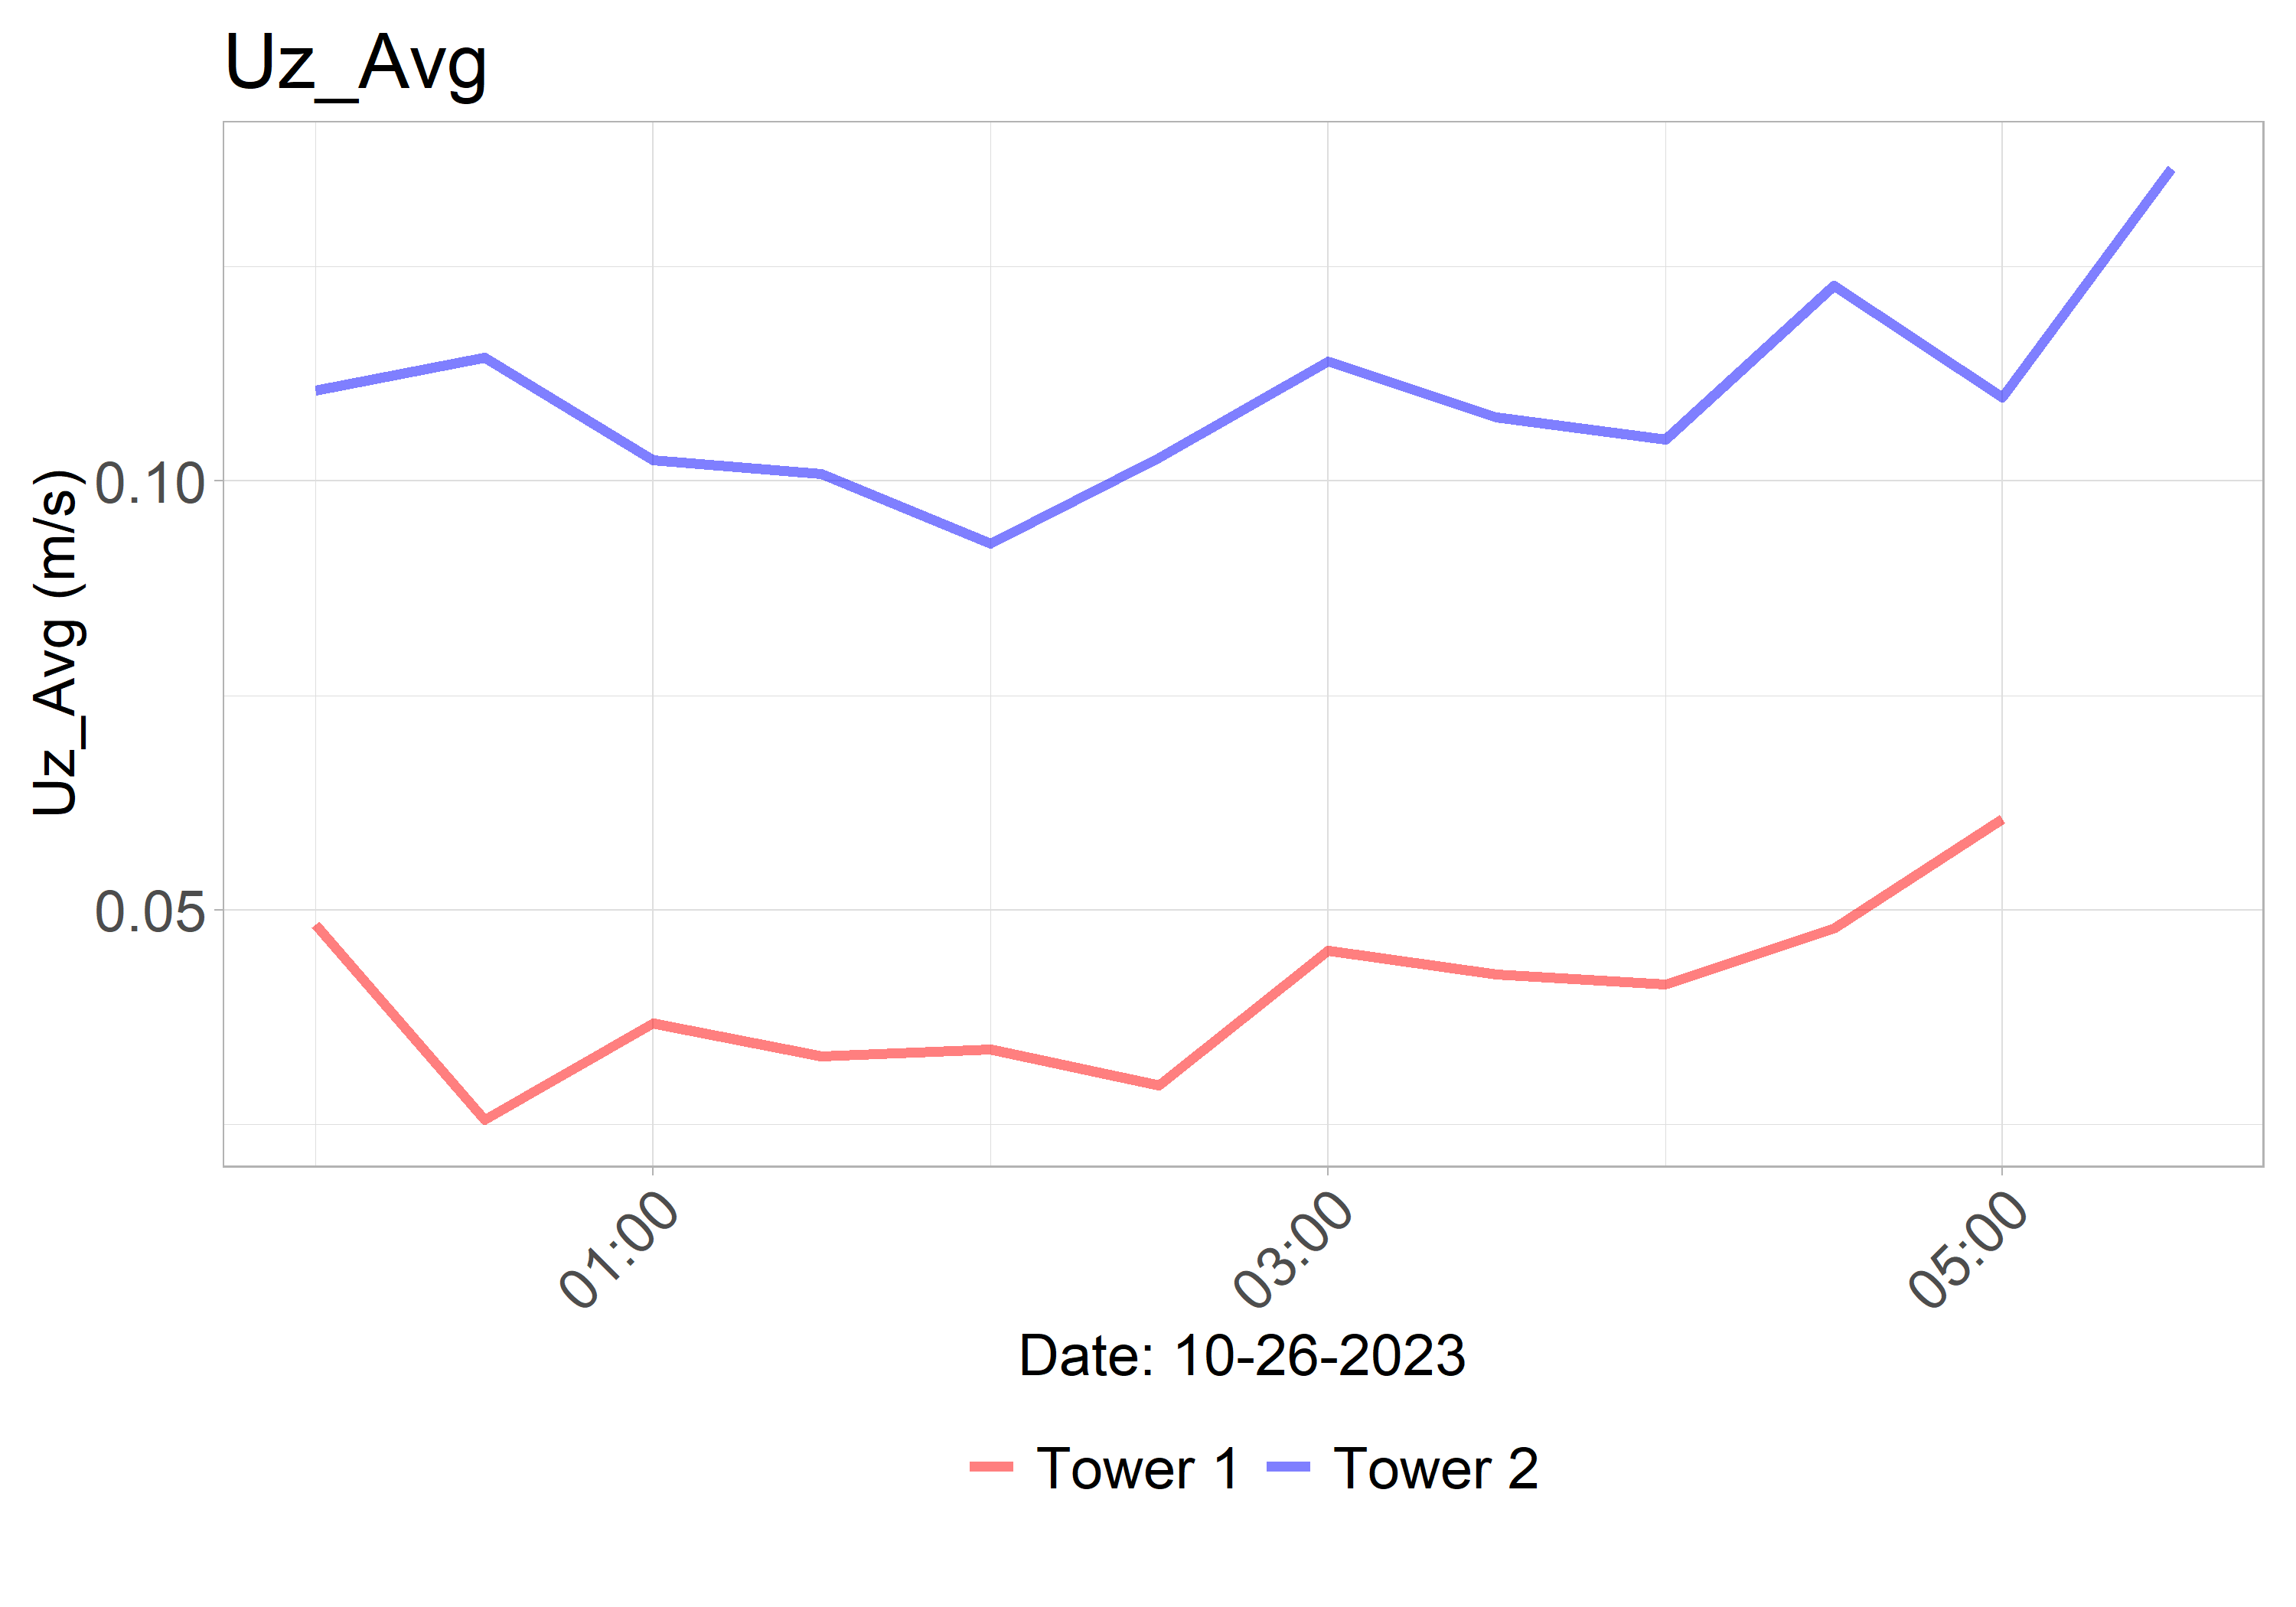 Uz_Avg
Uz_Avg (m/s)
0.10
0.05
01:00
03:00
05:00
Date: 10-26-2023
Tower 1
Tower 2